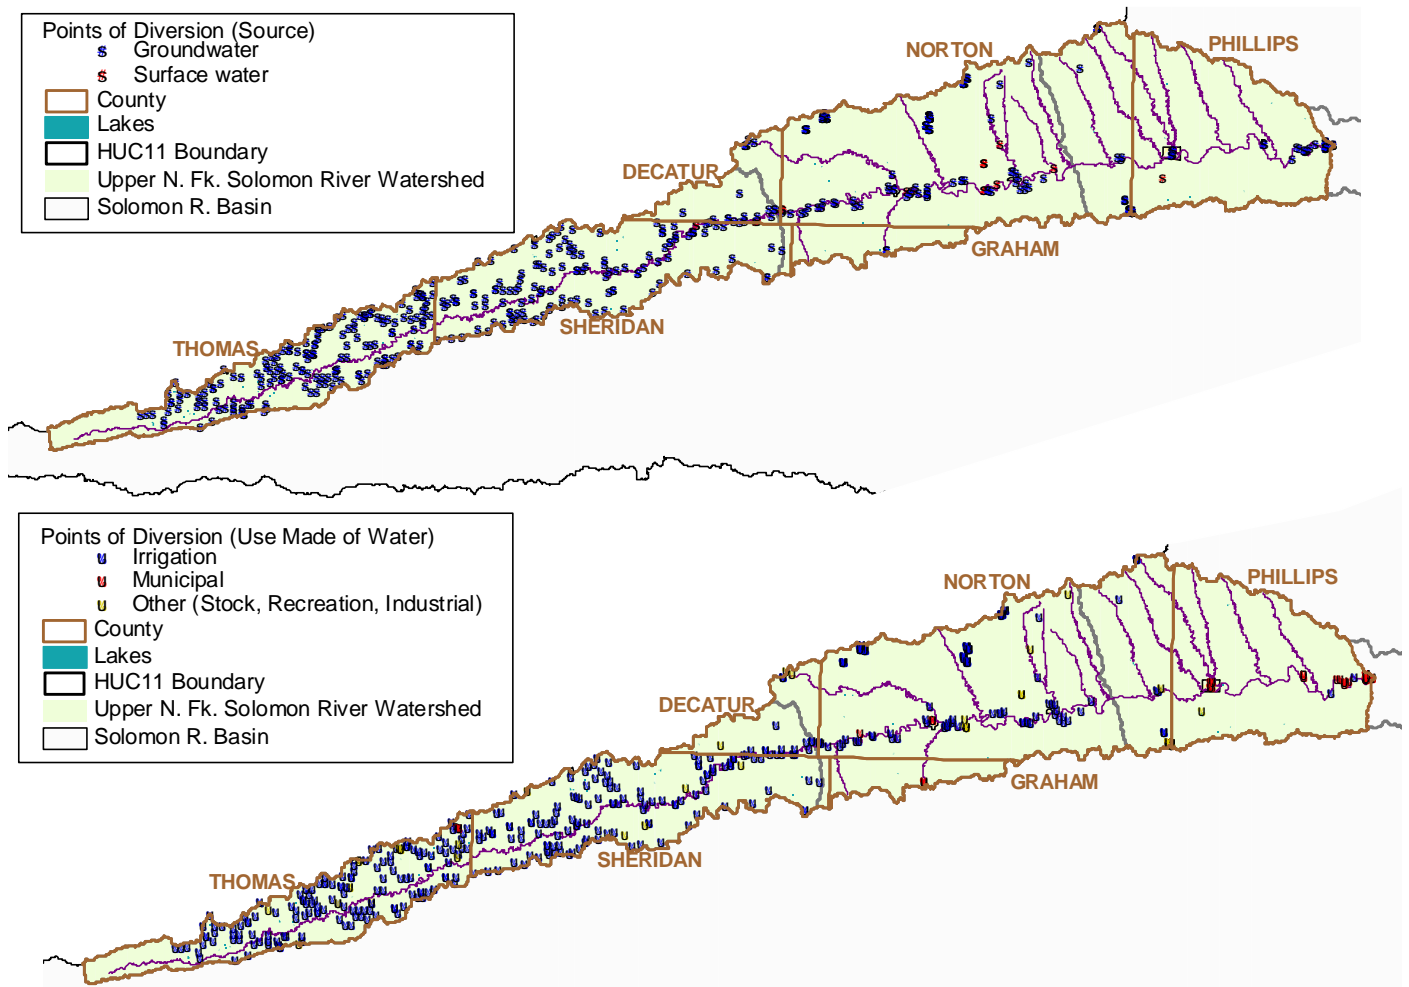 Points of Diversion (Source)
S Groundwater
S Surface water
County
Lakes
HUC11 Boundary
Upper N. Fk. Solomon River Watershed
Solomon R. Basin
NORTON
PHILLIPS
DECATUR
GRAHAM
SHERIDAN
THOMAS
Points of Diversion (Use Made of Water)
U Irrigation
U Municipal
U Other (Stock, Recreation, Industrial)
County
Lakes
HUC11 Boundary
Upper N. Fk. Solomon River Watershed
Solomon R. Basin
NORTON
PHILLIPS
DECATUR
GRAHAM
SHERIDAN
THOMAS